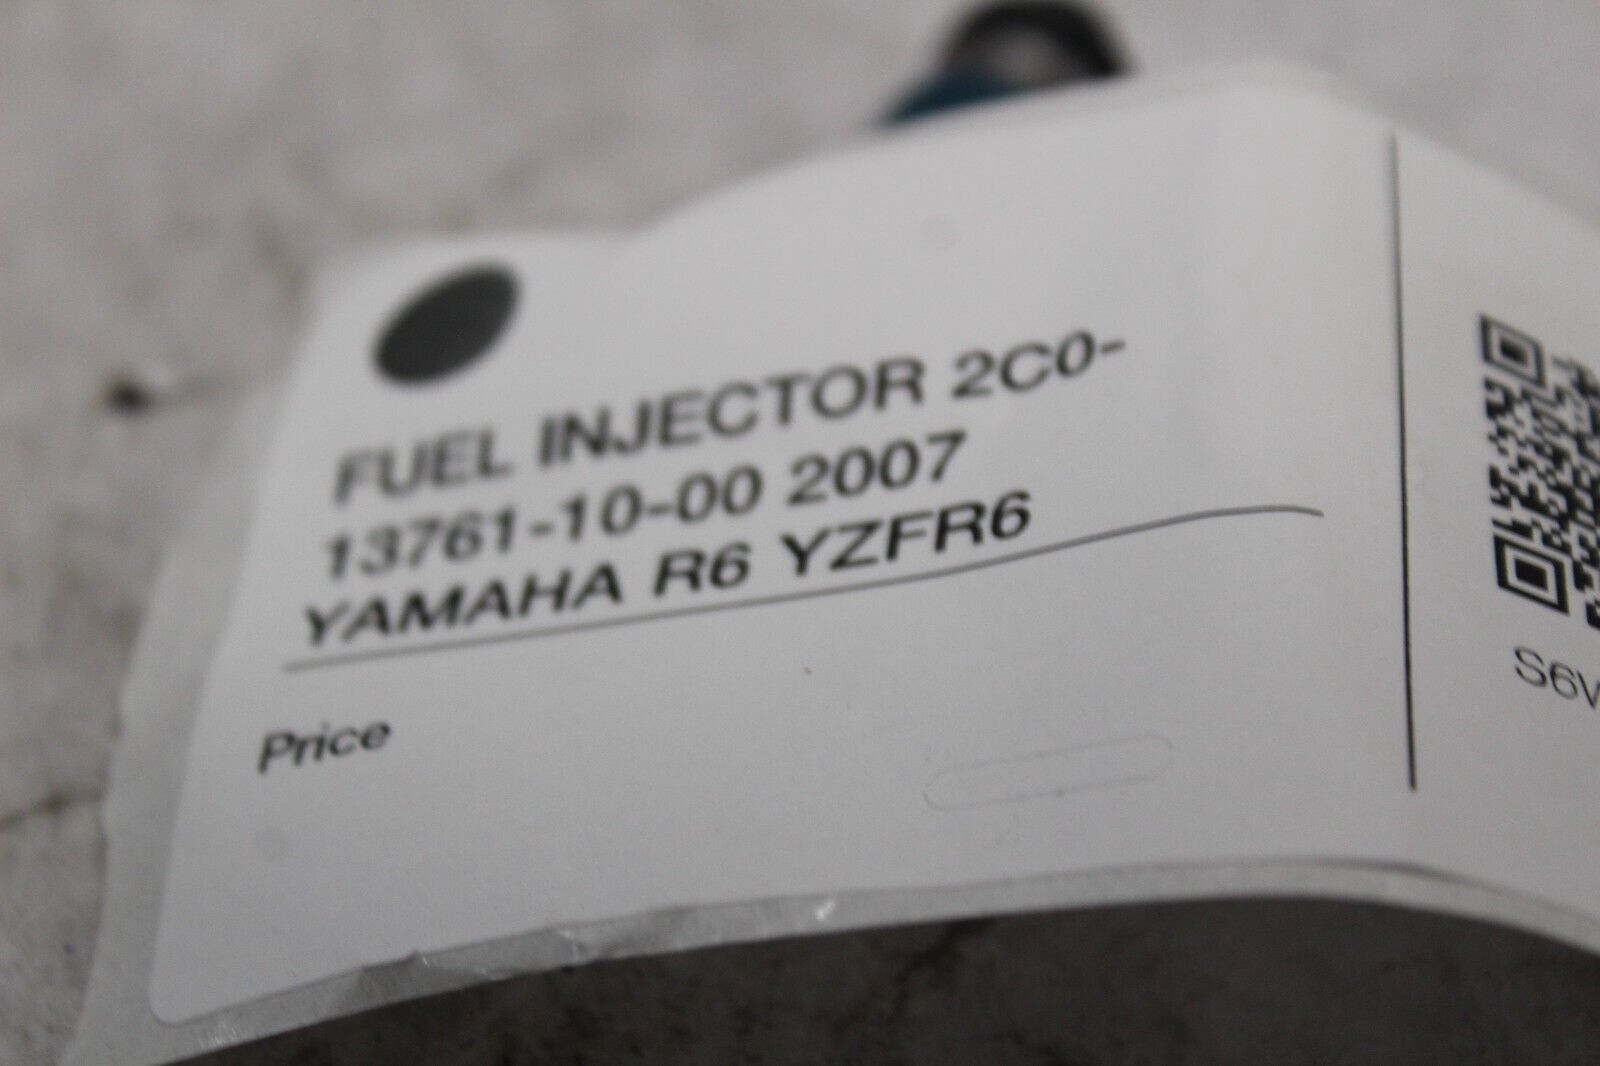 FUEL INJECTOR 2C0-
13761-10-00 2007
YAMAHA R6 YZFR6
Price
S6V